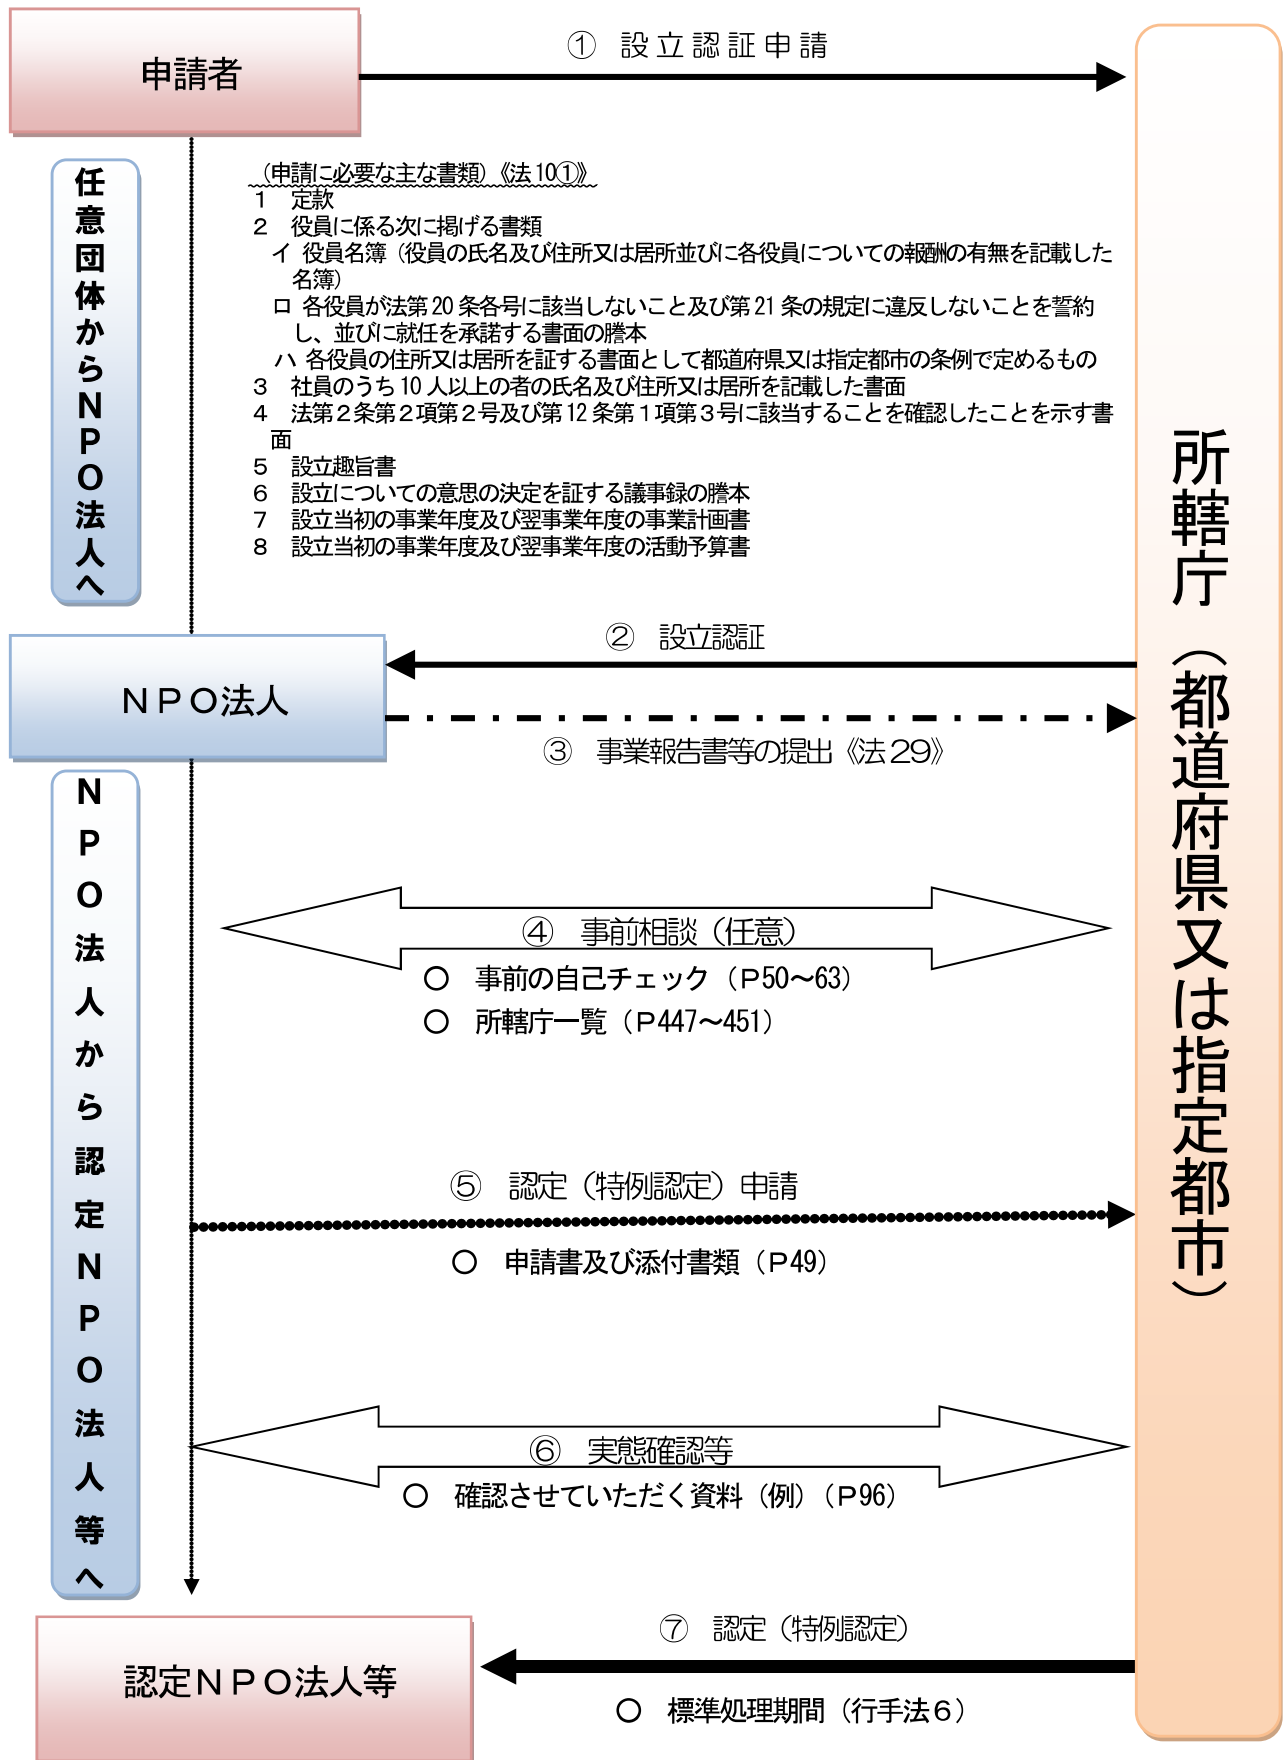 申請者
① 設立認証申請
任意団体からＮＰＯ法人へ
（申請に必要な主な書類）《法10①》
１ 定款
２ 役員に係る次に掲げる書類
イ 役員名簿（役員の氏名及び住所又は居所並びに各役員についての報酬の有無を記載した
名簿）
ロ 各役員が法第20条各号に該当しないこと及び第21条の規定に違反しないことを誓約
し、並びに就任を承諾する書面の謄本
ハ 各役員の住所又は居所を証する書面として都道府県又は指定都市の条例で定めるもの
３ 社員のうち10人以上の者の氏名及び住所又は居所を記載した書面
４ 法第２条第２項第２号及び第12条第１項第３号に該当することを確認したことを示す書
面
５ 設立趣旨書
６ 設立についての意思の決定を証する議事録の謄本
７ 設立当初の事業年度及び翌事業年度の事業計画書
８ 設立当初の事業年度及び翌事業年度の活動予算書
所轄庁（都道府県又は指定都市）
② 設立認証
ＮＰＯ法人
③ 事業報告書等の提出《法29》
ＮＰＯ法人から認定ＮＰＯ法人等へ
④ 事前相談（任意）
○ 事前の自己チェック（Ｐ50～63）
○ 所轄庁一覧（Ｐ447～451）
⑤ 認定（特例認定）申請
○ 申請書及び添付書類（Ｐ49）
⑥ 実態確認等
○ 確認させていただく資料（例）（Ｐ96）
⑦ 認定（特例認定）
認定ＮＰＯ法人等
○ 標準処理期間（行手法６）